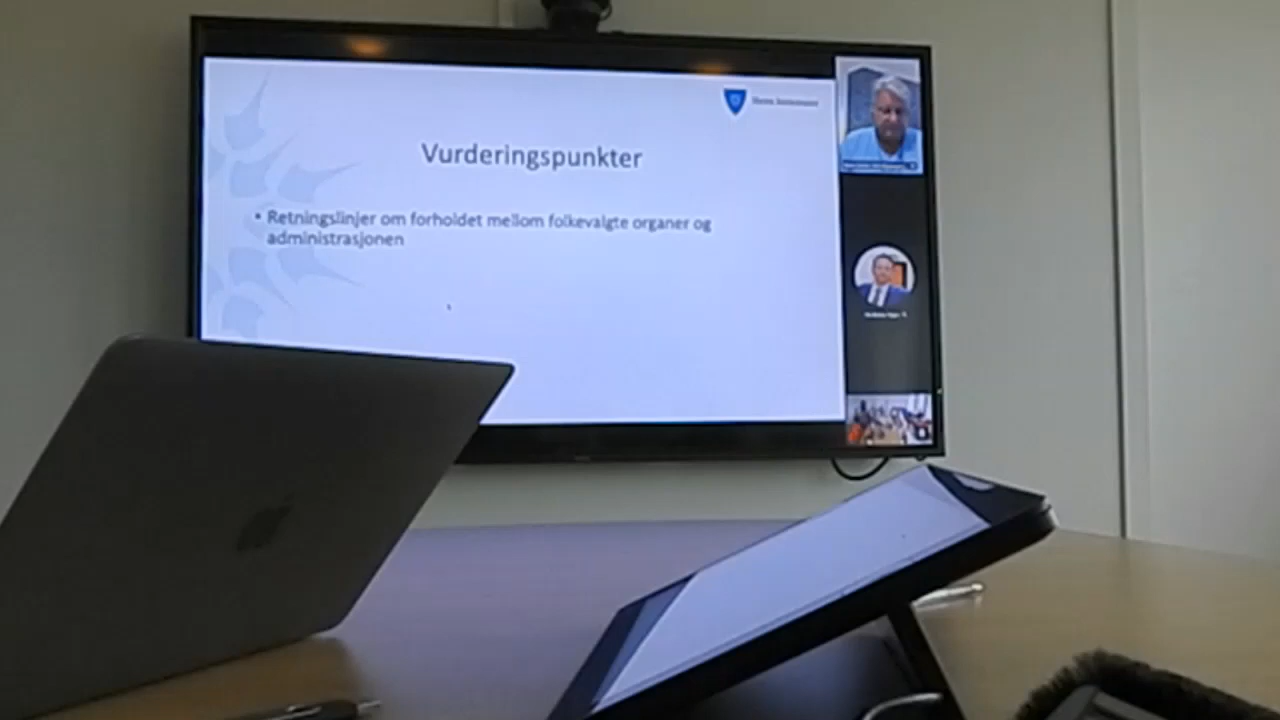 Vurderingspunkter
• Retningslinjer om forholdet mellom folkevalgte organer og
administrasjonen